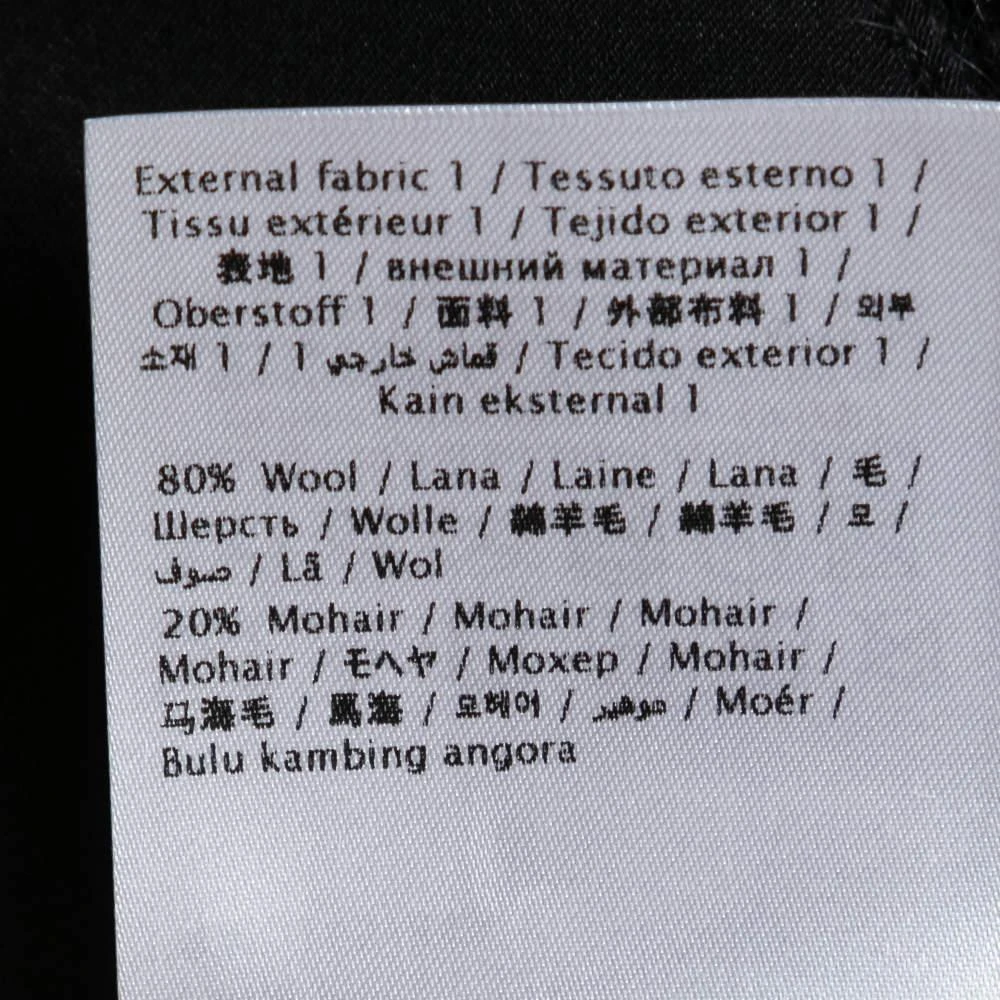 External fabric 1 / Tessuto esterno 1 /
Tissu extérieur 1 / Tejido exterior 1 /
表地 1 / внешний материал 1 /
Oberstoff 1 / 面料 1 / 外部布料 1 / 외부
소재 1 / 1 قماش خارجي / Tecido exterior 1 /
Kain eksternal 1
80% Wool / Lana / Laine / Lana / 毛 /
Шерсть / Wolle / 綿羊毛 / 綿羊毛 / 모 /
صوف / Lã / Wol
20% Mohair / Mohair / Mohair /
Mohair / モヘヤ / Мохер / Mohair /
马海毛 / 馬海 / 모헤어 / موهير / Moér /
Bulu kambing angora